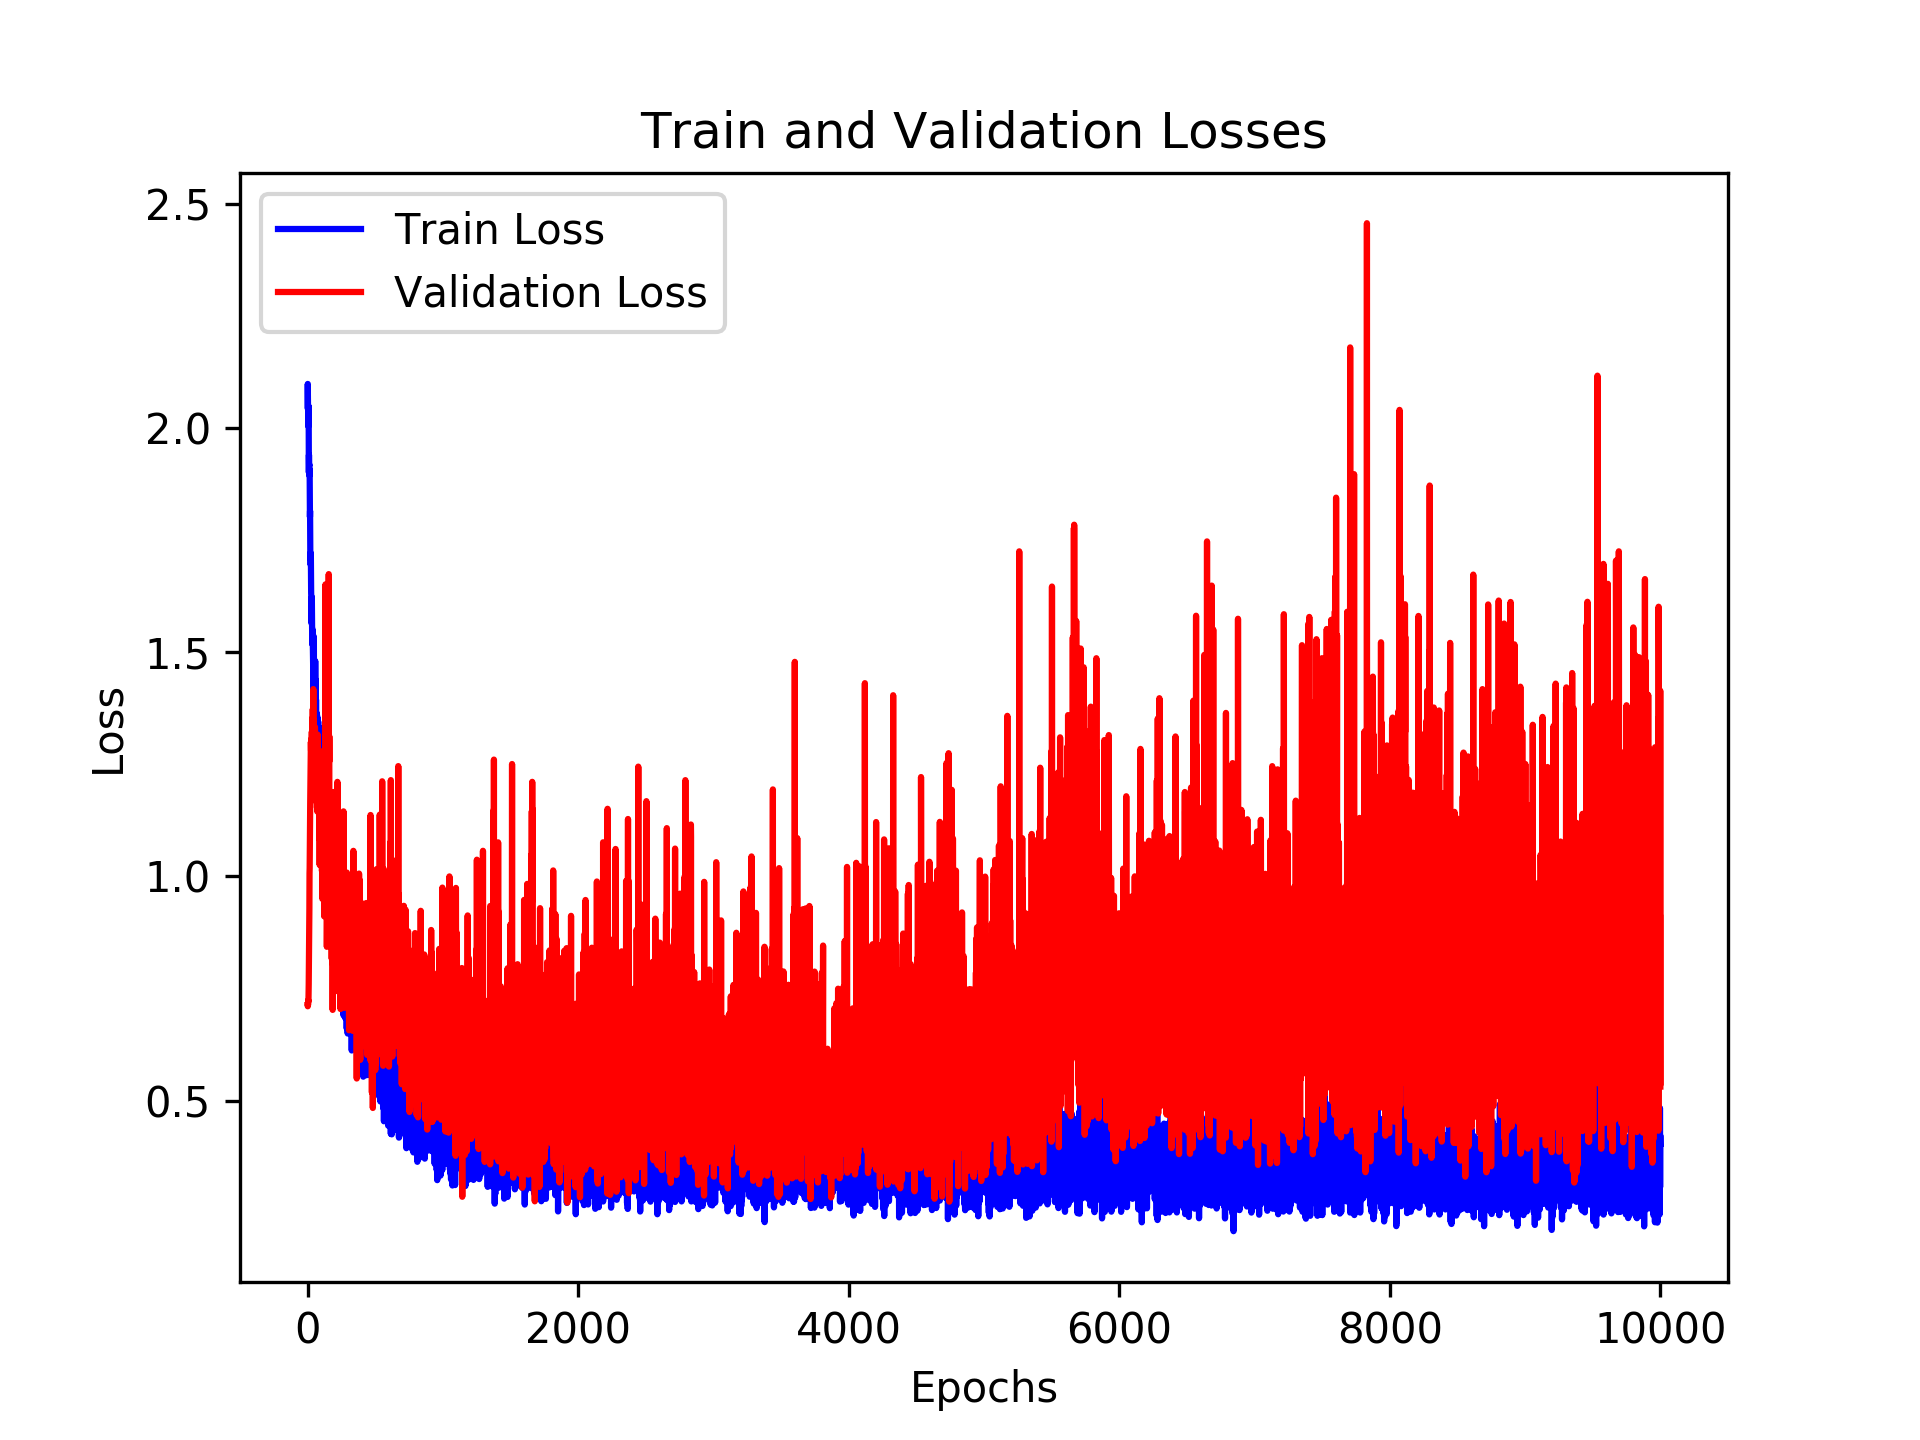 Train and Validation Losses
2.5
Train Loss
Validation Loss
2.0
1.5
Loss
1.0
0.5
0 2000 4000 6000 8000 10000
Epochs